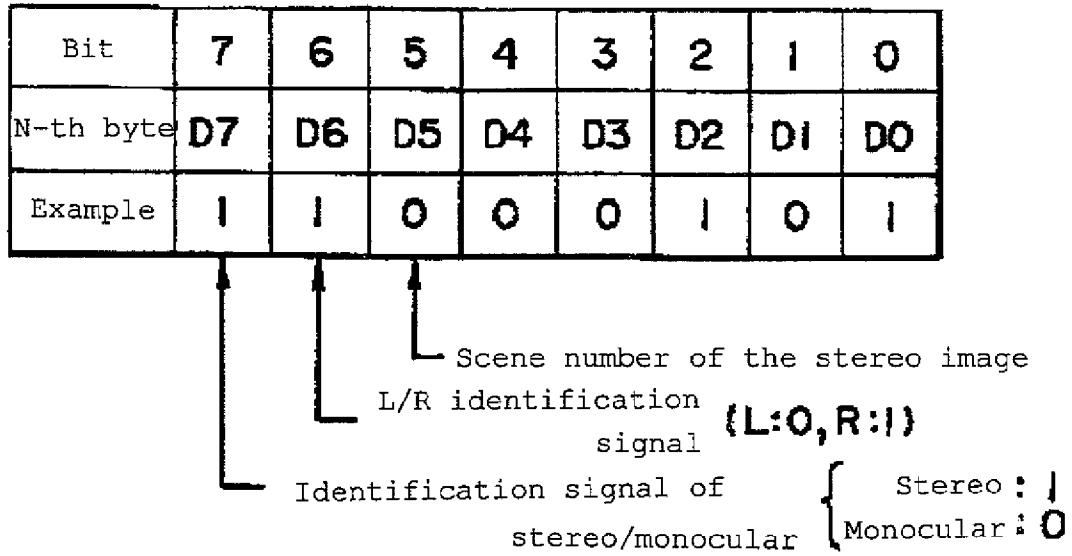 Bit 7 6 5 4 3 2 1 0
N-th byte D7 D6 D5 D4 D3 D2 D1 D0
Example 1 1 0 0 0 1 0 1
Scene number of the stereo image
L/R identification
signal (L:0, R:1)
Identification signal of Stereo: 1
stereo/monocular Monocular: 0